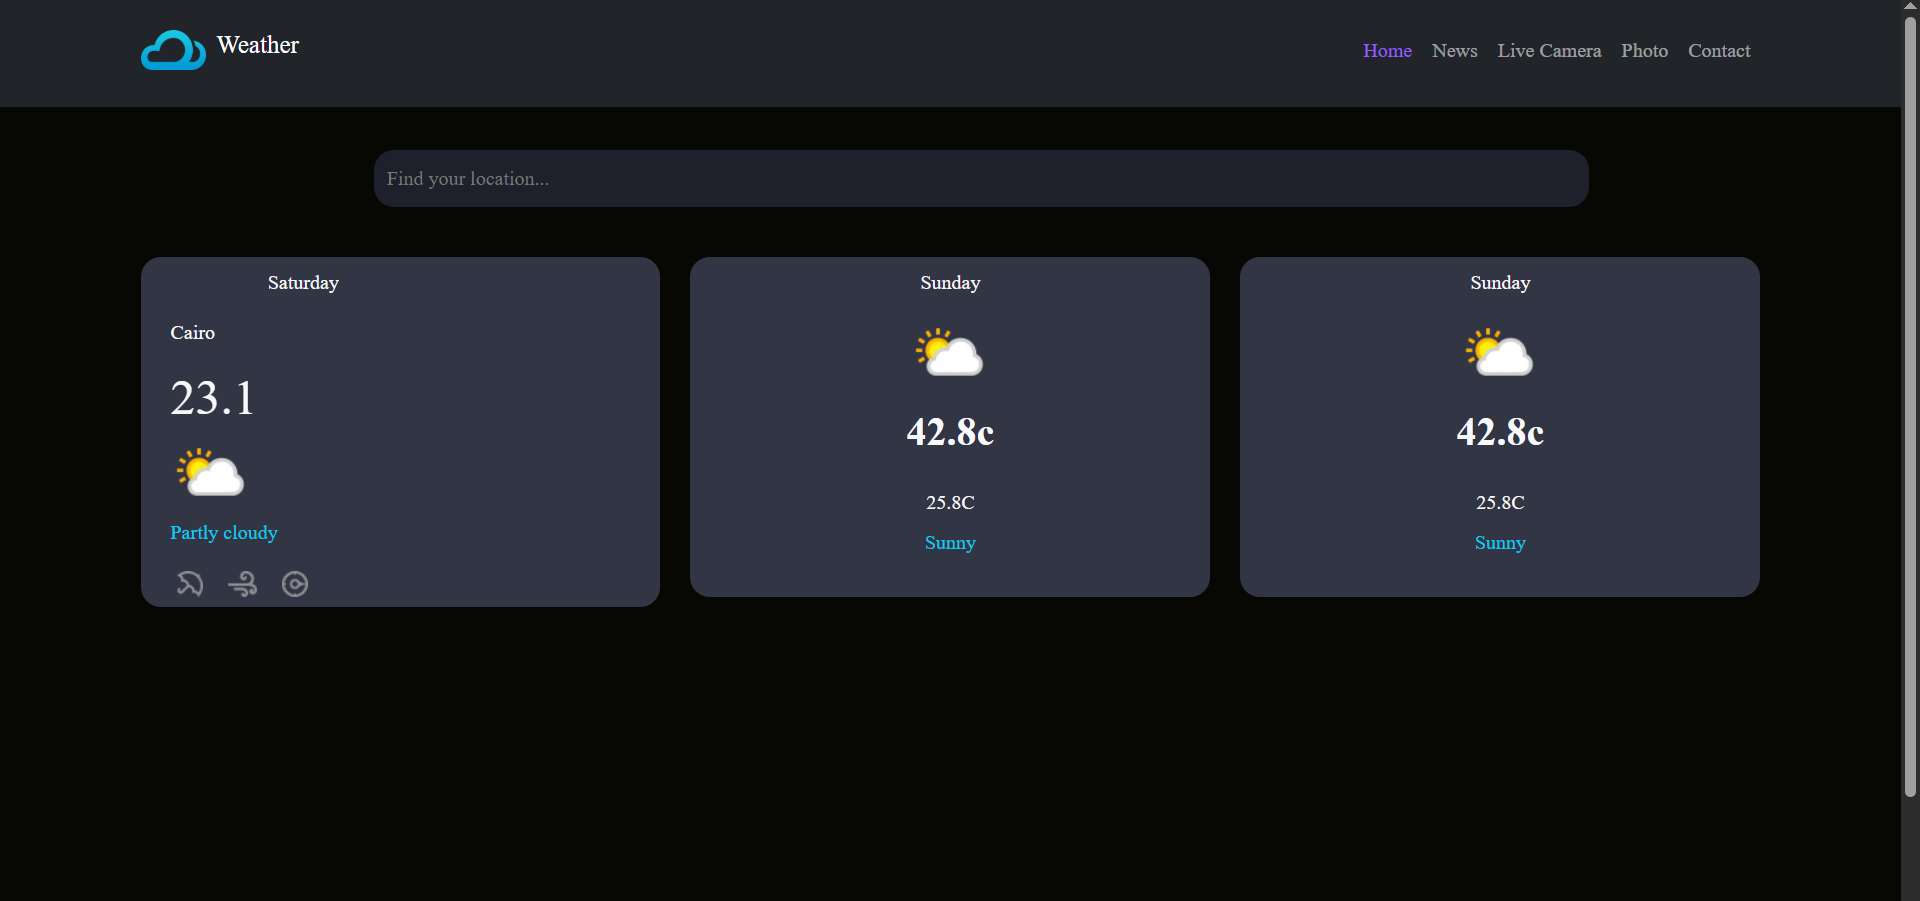 Weather
Home News Live Camera Photo Contact
Find your location...
Saturday
Cairo
23.1
Partly cloudy
Sunday
42.8c
25.8C
Sunny
Sunday
42.8c
25.8C
Sunny